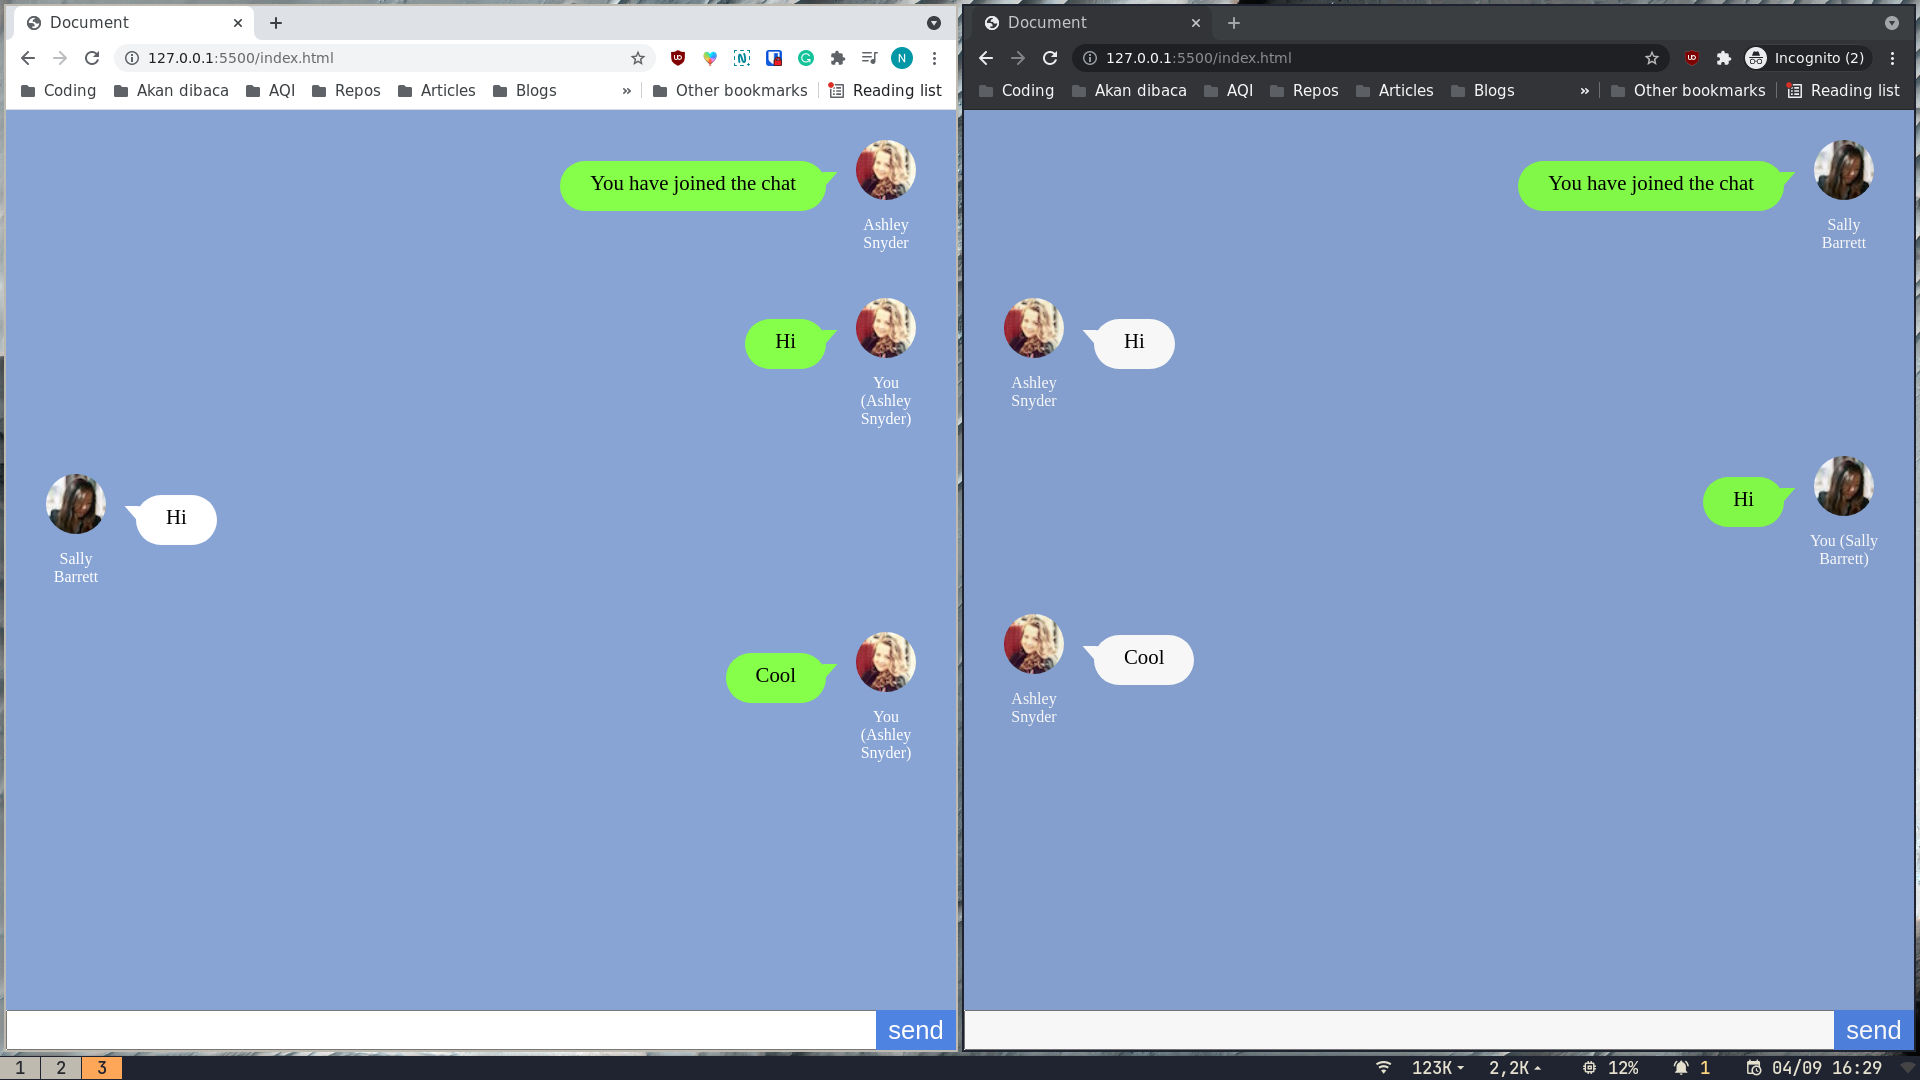 Document
127.0.0.1:5500/index.html
N
Coding Akan dibaca AQI Repos Articles Blogs » Other bookmarks Reading list
You have joined the chat
Ashley
Snyder
Hi
You
(Ashley
Snyder)
Hi
Sally
Barrett
Cool
You
(Ashley
Snyder)
send
Document
127.0.0.1:5500/index.html
Incognito (2)
Coding Akan dibaca AQI Repos Articles Blogs » Other bookmarks Reading list
You have joined the chat
Sally
Barrett
Hi
Ashley
Snyder
Hi
You (Sally
Barrett)
Cool
Ashley
Snyder
send
1 2 3 123K 2,2K 12% 1 04/09 16:29